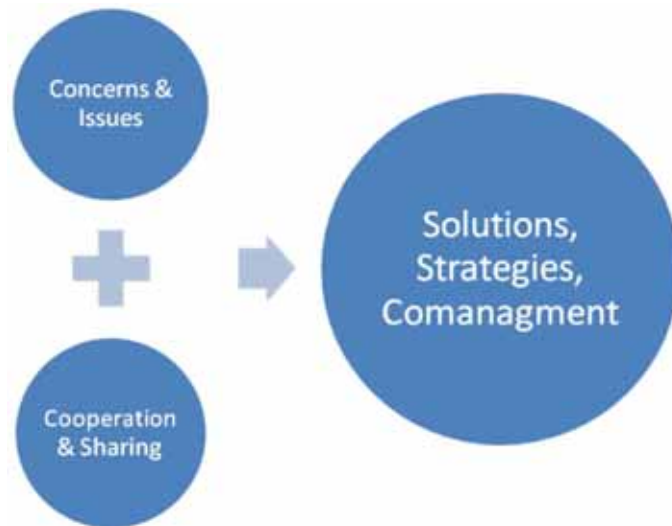 Concerns &
Issues
Cooperation
& Sharing
Solutions,
Strategies,
Comanagment